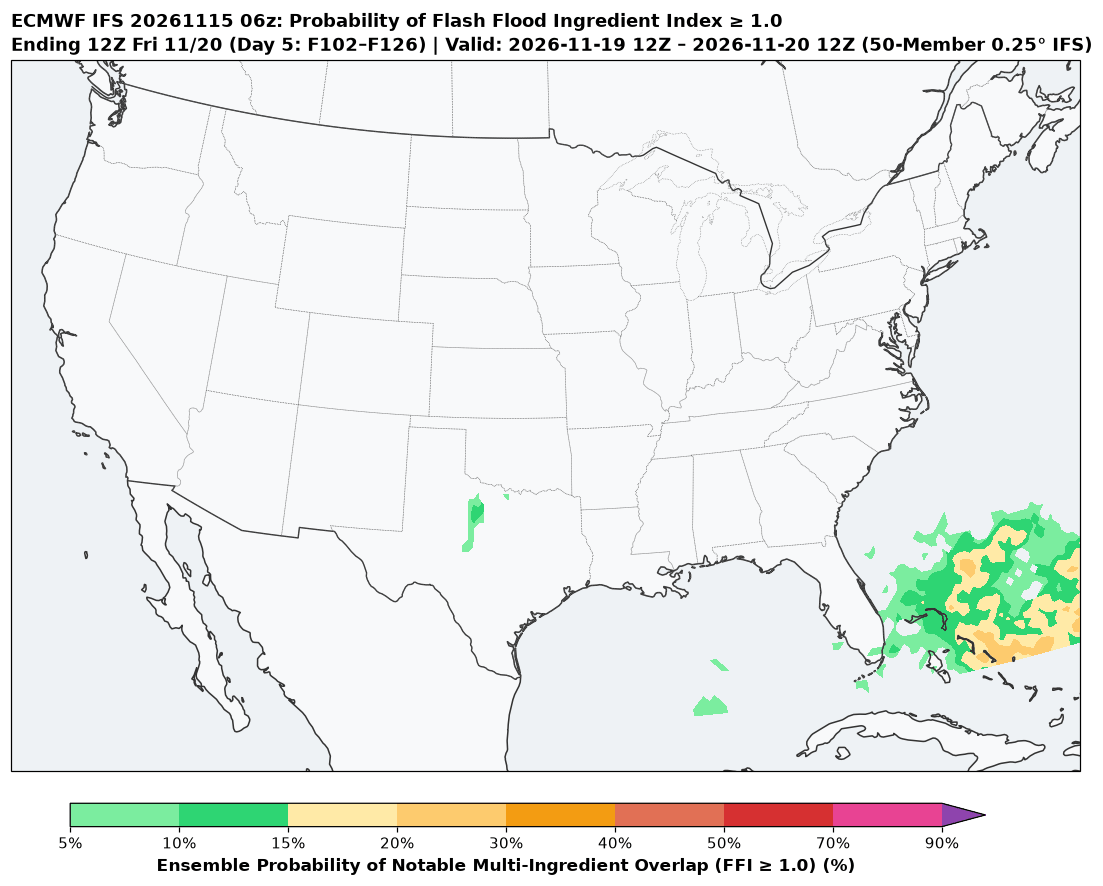 ECMWF IFS 20261115 06z: Probability of Flash Flood Ingredient Index ≥ 1.0
Ending 12Z Fri 11/20 (Day 5: F102–F126) | Valid: 2026-11-19 12Z – 2026-11-20 12Z (50-Member 0.25° IFS)
5% 10% 15% 20% 30% 40% 50% 70% 90%
Ensemble Probability of Notable Multi-Ingredient Overlap (FFI ≥ 1.0) (%)